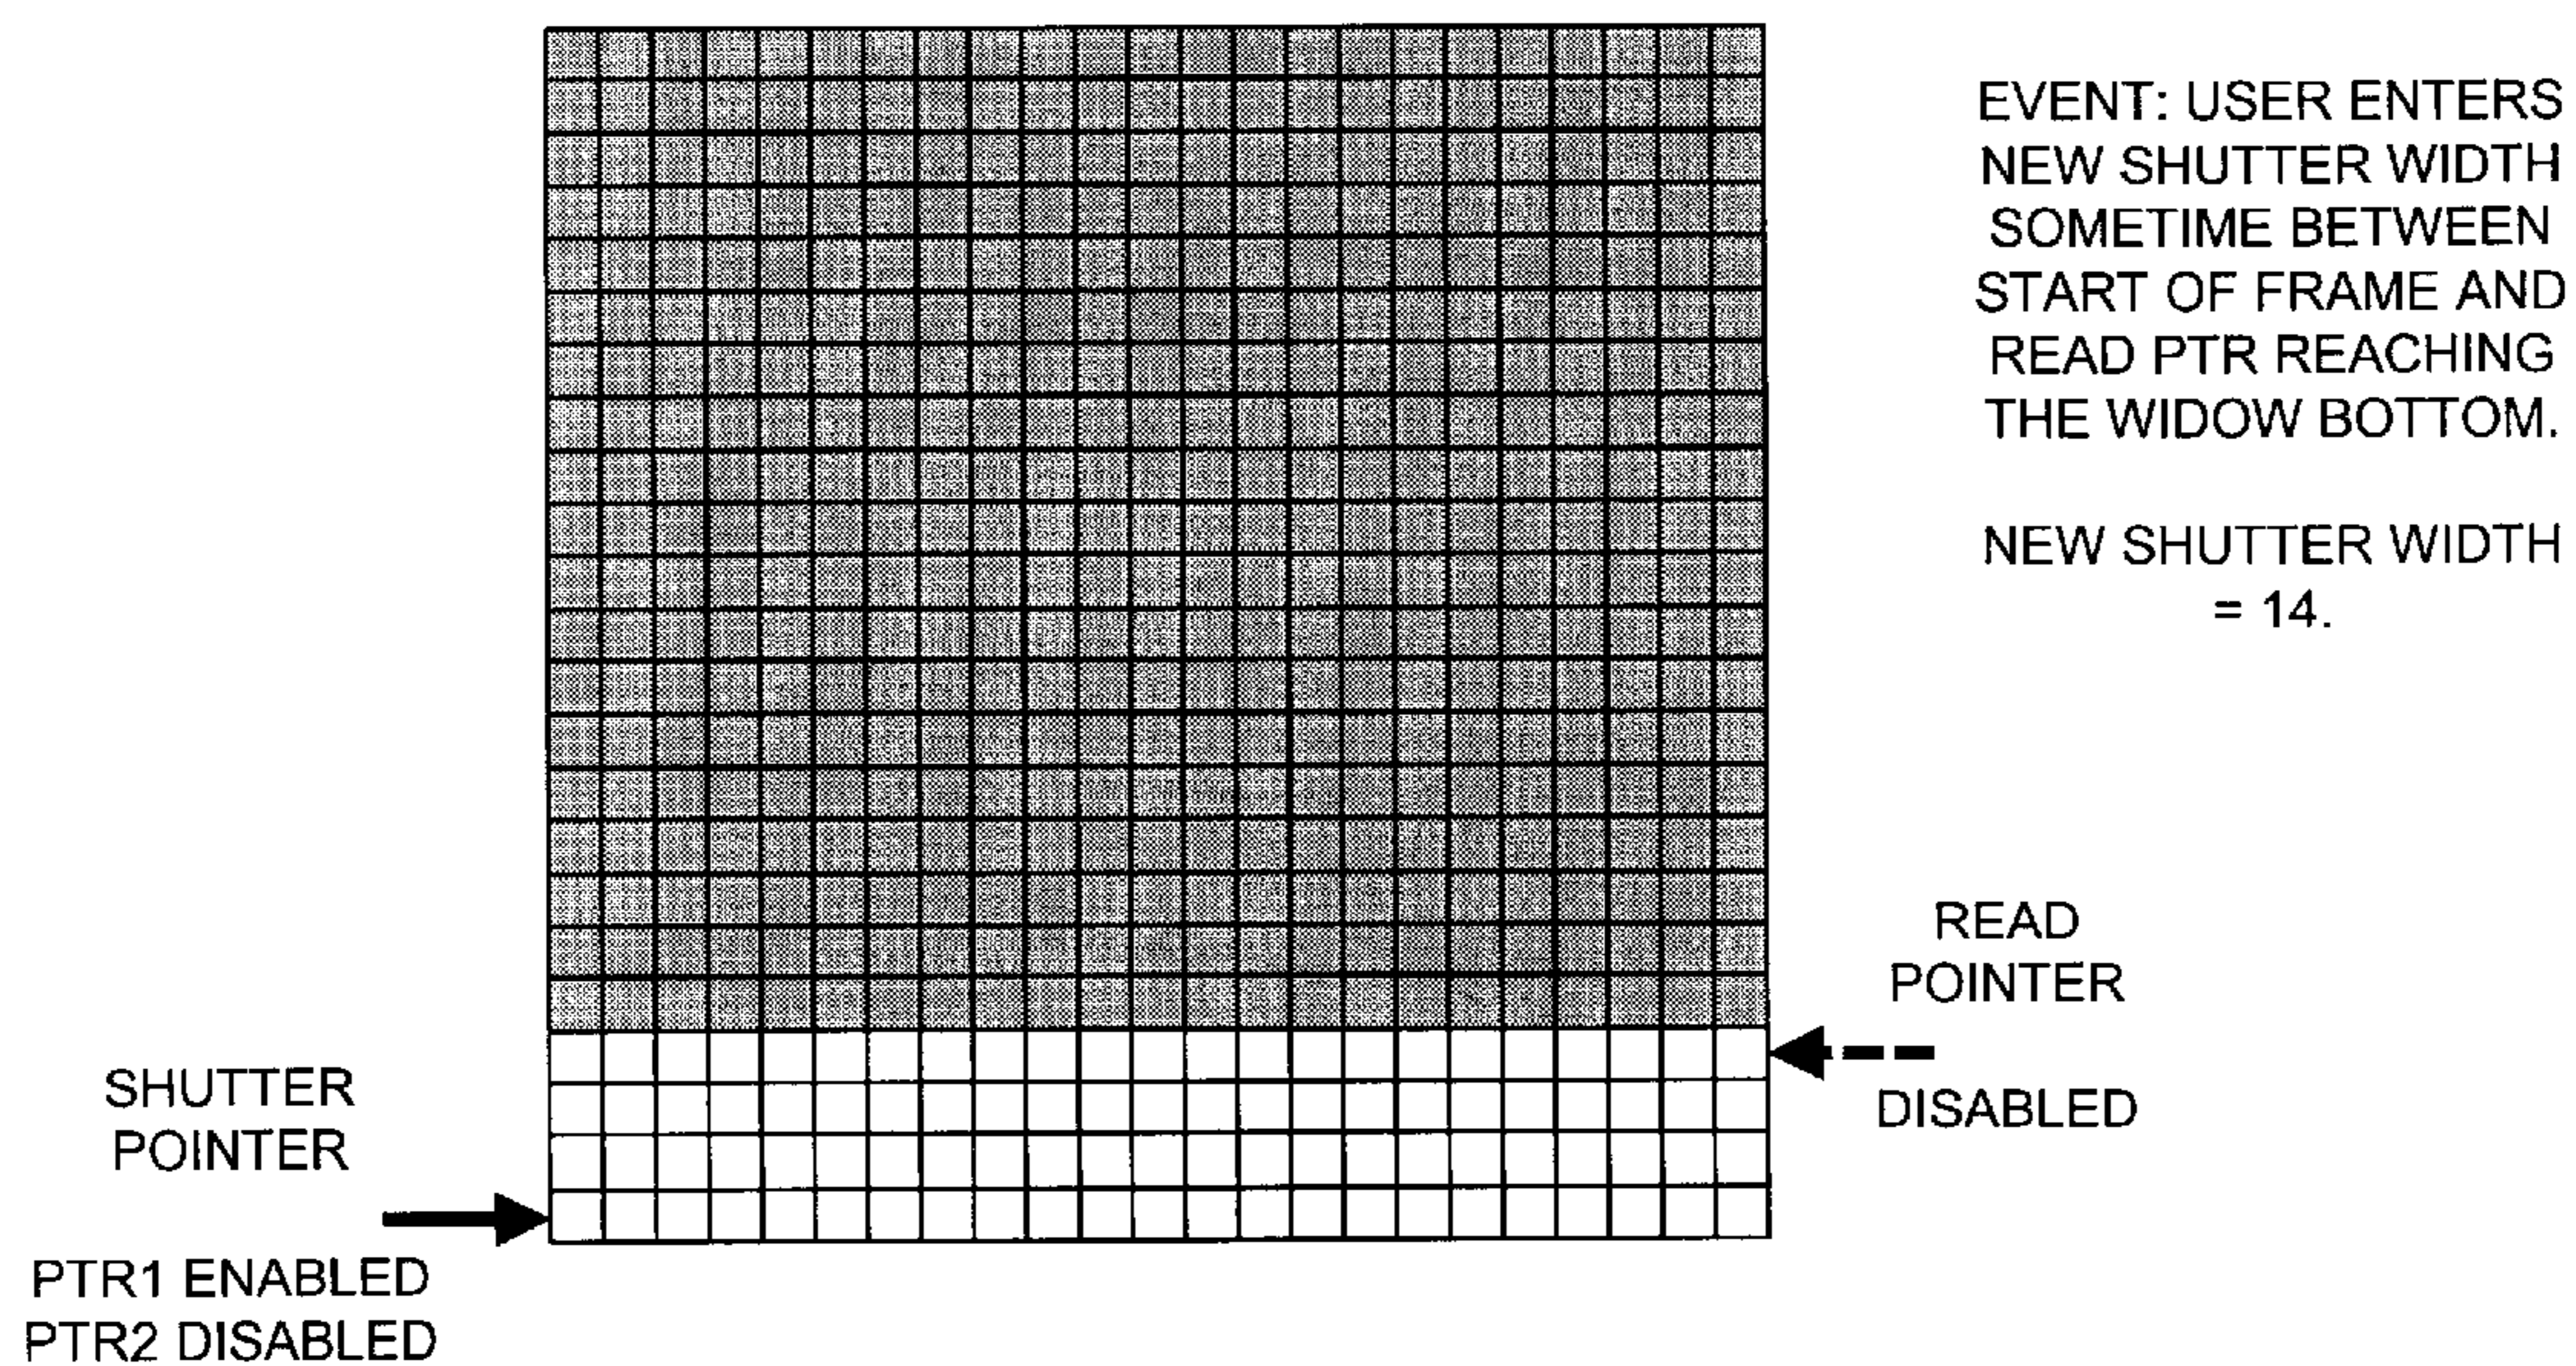 EVENT: USER ENTERS
NEW SHUTTER WIDTH
SOMETIME BETWEEN
START OF FRAME AND
READ PTR REACHING
THE WIDOW BOTTOM.
NEW SHUTTER WIDTH
= 14.
READ
POINTER
DISABLED
SHUTTER
POINTER
PTR1 ENABLED
PTR2 DISABLED